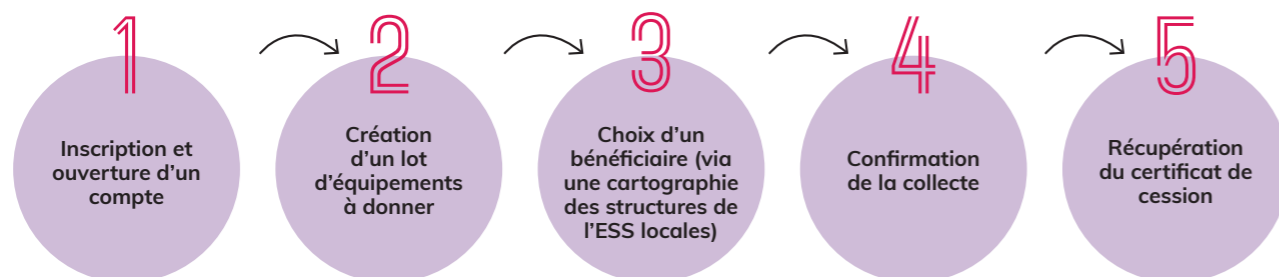 1
Inscription et
ouverture d’un
compte
2
Création
d’un lot
d’équipements
à donner
3
Choix d’un
bénéficiaire (via
une cartographie
des structures de
l’ESS locales)
4
Confirmation
de la collecte
5
Récupération
du certificat de
cession